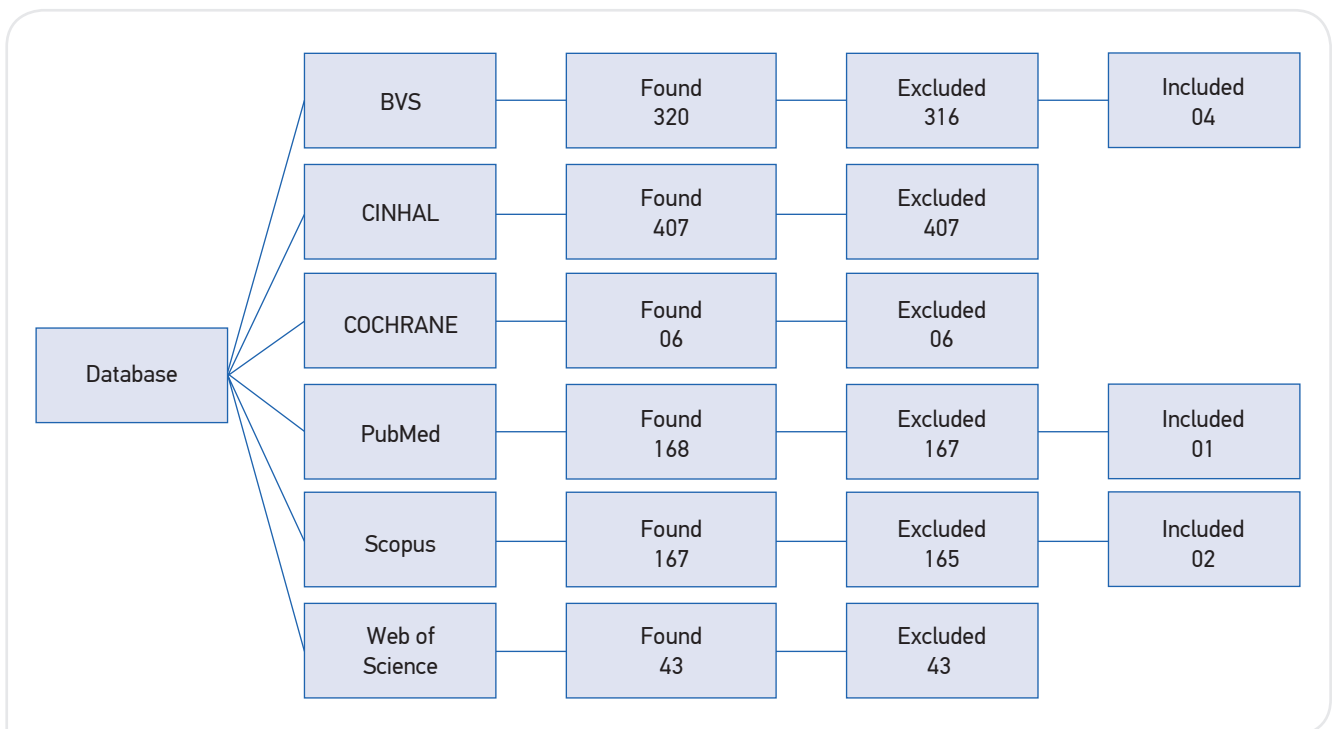 BVS
Found
320
Excluded
316
Included
04
CINHAL
Found
407
Excluded
407
COCHRANE
Found
06
Excluded
06
Database
PubMed
Found
168
Excluded
167
Included
01
Scopus
Found
167
Excluded
165
Included
02
Web of
Science
Found
43
Excluded
43